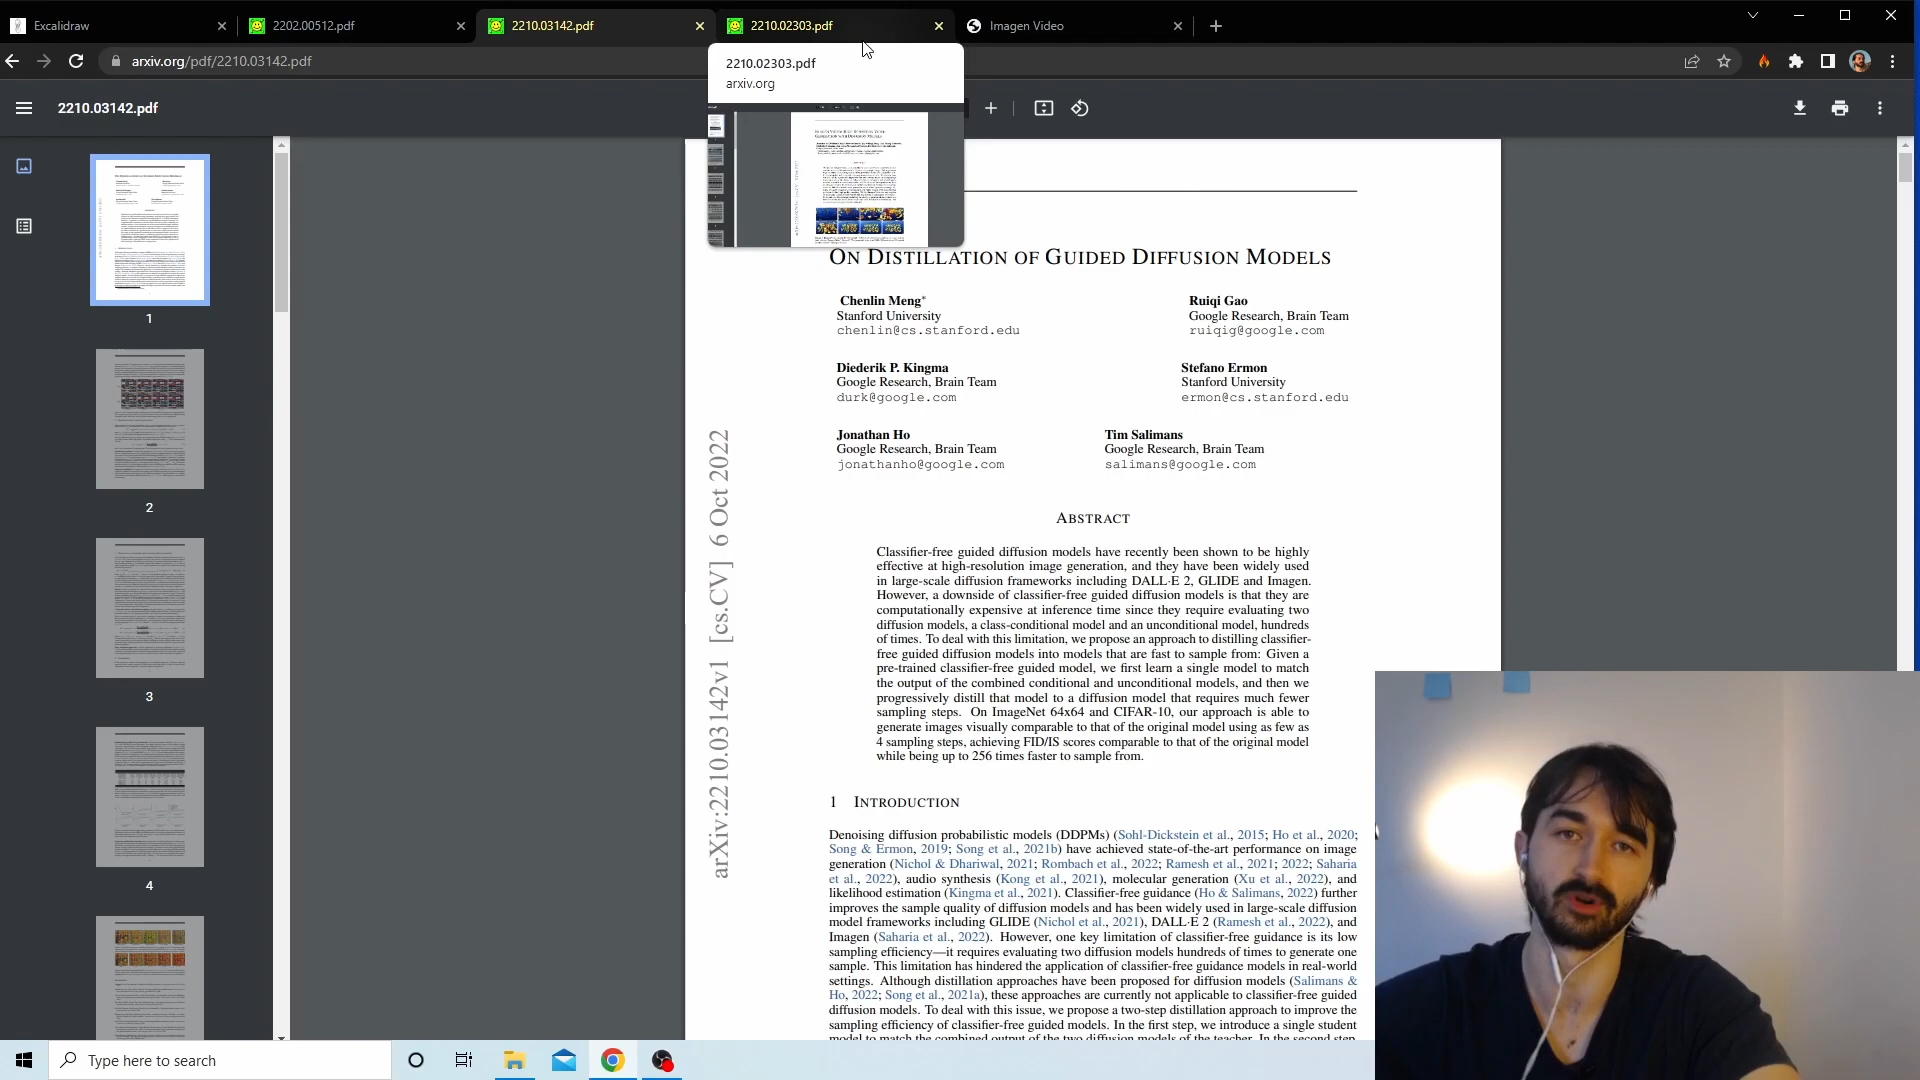 Excalidraw
2202.00512.pdf
2210.03142.pdf
2210.02303.pdf
Imagen Video
arxiv.org/pdf/2210.03142.pdf
2210.02303.pdf
arxiv.org
2210.03142.pdf
1
2
3
4
ON DISTILLATION OF GUIDED DIFFUSION MODELS
Chenlin Meng*
Stanford University
chenlin@cs.stanford.edu
Ruiqi Gao
Google Research, Brain Team
ruiqig@google.com
Diederik P. Kingma
Google Research, Brain Team
durk@google.com
Stefano Ermon
Stanford University
ermon@cs.stanford.edu
Jonathan Ho
Google Research, Brain Team
jonathanho@google.com
Tim Salimans
Google Research, Brain Team
salimans@google.com
arXiv:2210.03142v1 [cs.CV] 6 Oct 2022
ABSTRACT
Classifier-free guided diffusion models have recently been shown to be highly
effective at high-resolution image generation, and they have been widely used
in large-scale diffusion frameworks including DALL·E 2, GLIDE and Imagen.
However, a downside of classifier-free guided diffusion models is that they are
computationally expensive at inference time since they require evaluating two
diffusion models, a class-conditional model and an unconditional model, hundreds
of times. To deal with this limitation, we propose an approach to distilling classifier-
free guided diffusion models into models that are fast to sample from: Given a
pre-trained classifier-free guided model, we first learn a single model to match
the output of the combined conditional and unconditional models, and then we
progressively distill that model to a diffusion model that requires much fewer
sampling steps. On ImageNet 64x64 and CIFAR-10, our approach is able to
generate images visually comparable to that of the original model using as few as
4 sampling steps, achieving FID/IS scores comparable to that of the original model
while being up to 256 times faster to sample from.
1 INTRODUCTION
Denoising diffusion probabilistic models (DDPMs) (Sohl-Dickstein et al., 2015; Ho et al., 2020;
Song & Ermon, 2019; Song et al., 2021b) have achieved state-of-the-art performance on image
generation (Nichol & Dhariwal, 2021; Rombach et al., 2022; Ramesh et al., 2021; 2022; Saharia
et al., 2022), audio synthesis (Kong et al., 2021), molecular generation (Xu et al., 2022), and
likelihood estimation (Kingma et al., 2021). Classifier-free guidance (Ho & Salimans, 2022) further
improves the sample quality of diffusion models and has been widely used in large-scale diffusion
model frameworks including GLIDE (Nichol et al., 2021), DALL·E 2 (Ramesh et al., 2022), and
Imagen (Saharia et al., 2022). However, one key limitation of classifier-free guidance is its low
sampling efficiency—it requires evaluating two diffusion models hundreds of times to generate one
sample. This limitation has hindered the application of classifier-free guidance models in real-world
settings. Although distillation approaches have been proposed for diffusion models (Salimans &
Ho, 2022; Song et al., 2021a), these approaches are currently not applicable to classifier-free guided
diffusion models. To deal with this issue, we propose a two-step distillation approach to improve the
sampling efficiency of classifier-free guided models. In the first step, we introduce a single student
model to match the combined output of the two diffusion models of the teacher. In the second step
Type here to search